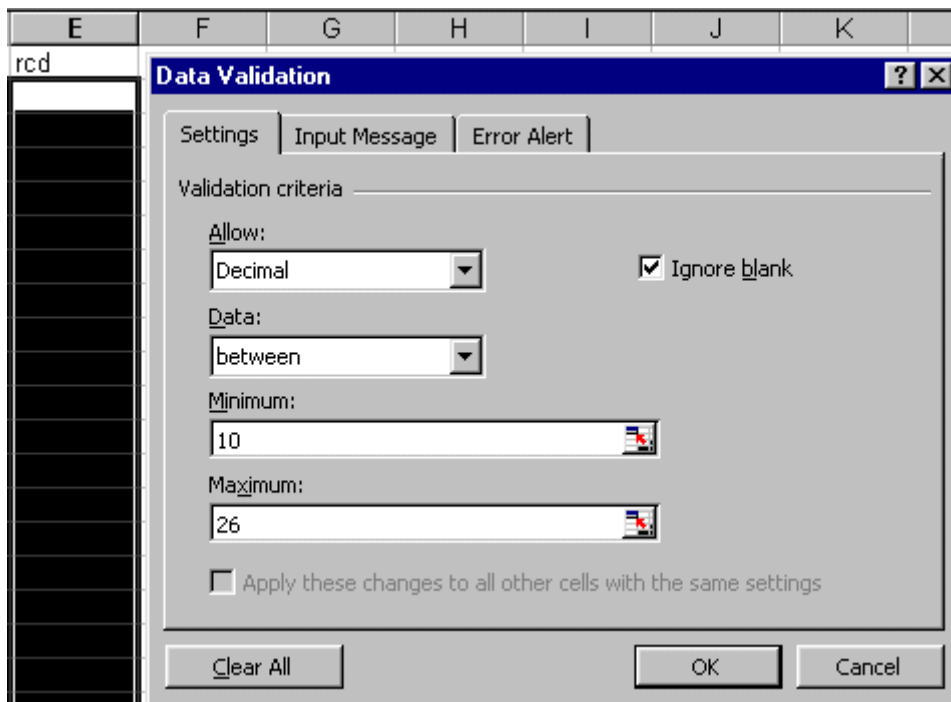 E F G H I J K
rcd
Data Validation
Settings Input Message Error Alert
Validation criteria
Allow:
Decimal
Ignore blank
Data:
between
Minimum:
10
Maximum:
26
Apply these changes to all other cells with the same settings
Clear All OK Cancel